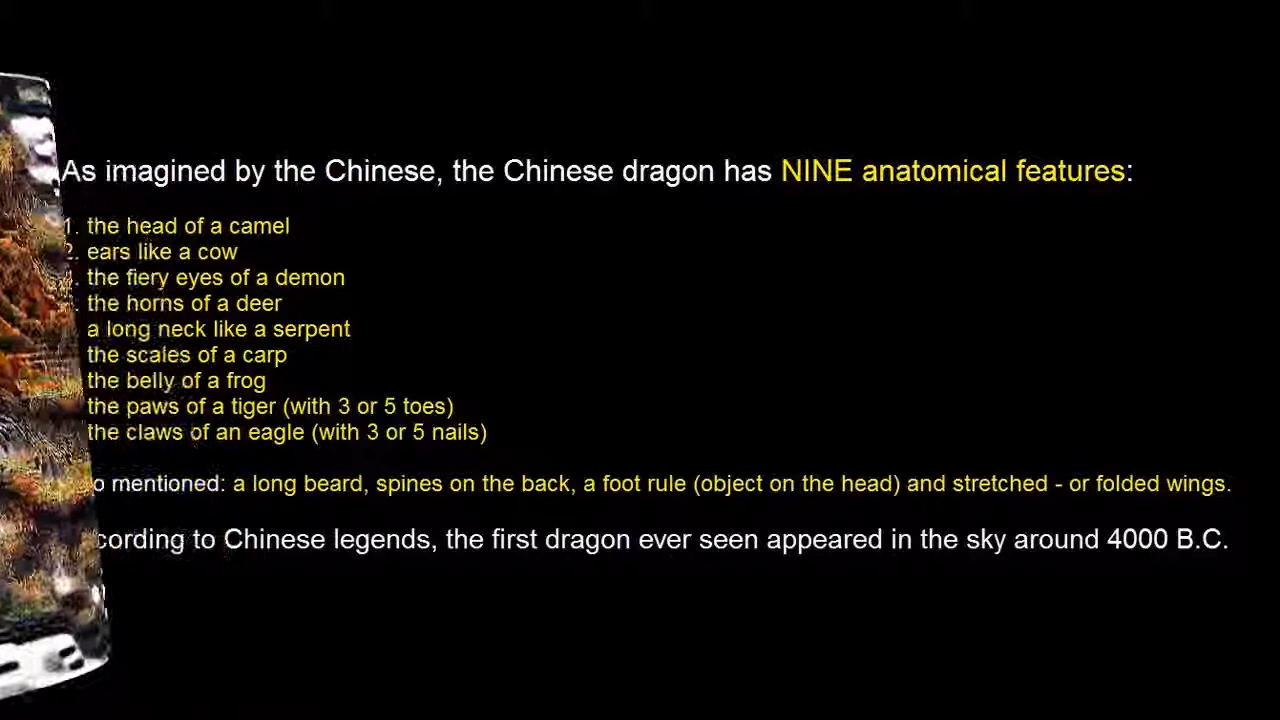 As imagined by the Chinese, the Chinese dragon has NINE anatomical features:
1. the head of a camel
2. ears like a cow
. the fiery eyes of a demon
. the horns of a deer
a long neck like a serpent
the scales of a carp
the belly of a frog
the paws of a tiger (with 3 or 5 toes)
the claws of an eagle (with 3 or 5 nails)
o mentioned: a long beard, spines on the back, a foot rule (object on the head) and stretched - or folded wings.
cording to Chinese legends, the first dragon ever seen appeared in the sky around 4000 B.C.